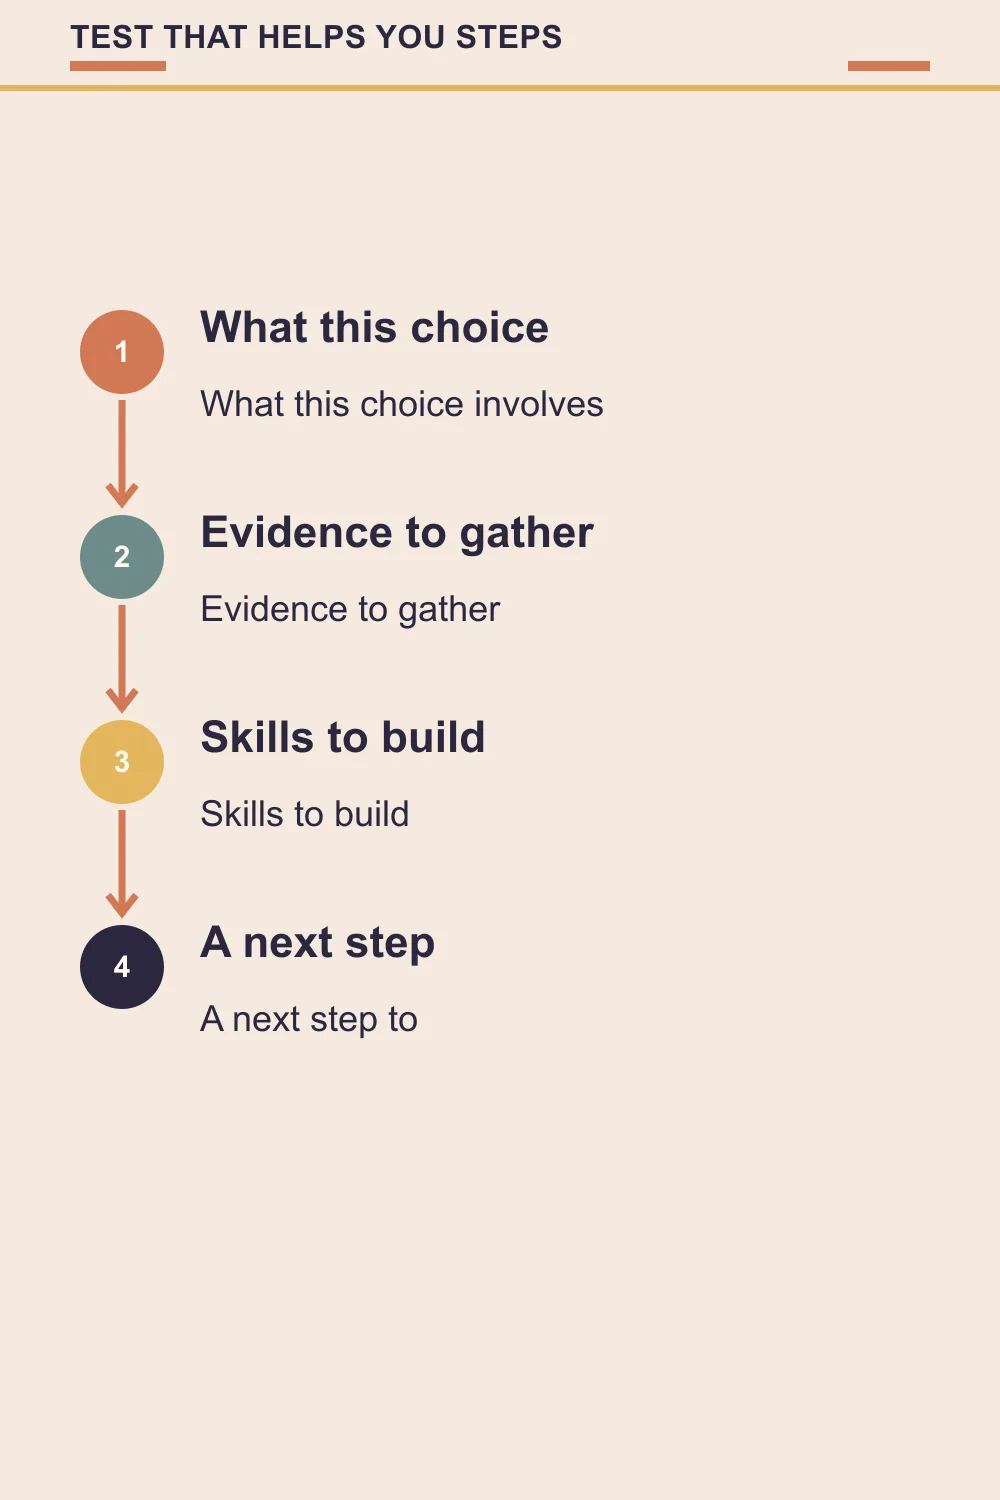 TEST THAT HELPS YOU STEPS
1
What this choice
What this choice involves
2
Evidence to gather
Evidence to gather
3
Skills to build
Skills to build
4
A next step
A next step to